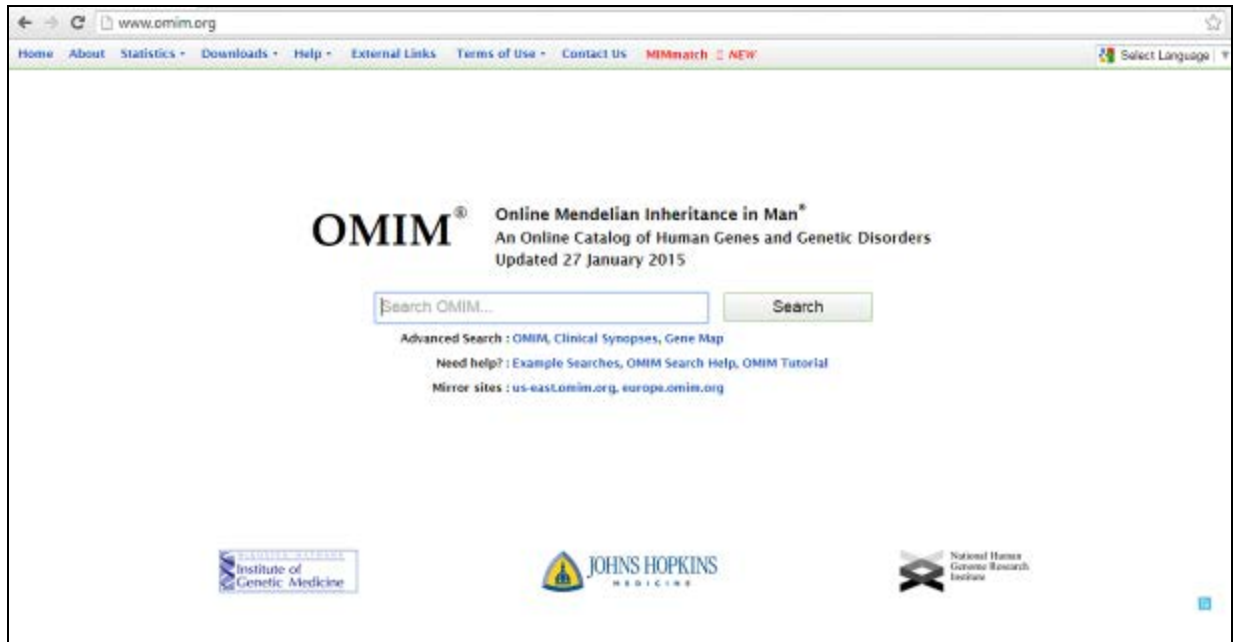 www.omim.org
Home About Statistics Downloads Help External Links Terms of Use Contact Us MIMmatch NEW Select Language
OMIM® Online Mendelian Inheritance in Man®
An Online Catalog of Human Genes and Genetic Disorders
Updated 27 January 2015
Search OMIM... Search
Advanced Search : OMIM, Clinical Synopses, Gene Map
Need help? : Example Searches, OMIM Search Help, OMIM Tutorial
Mirror sites : us-east.omim.org, europe.omim.org
Institute of
Genetic Medicine
JOHNS HOPKINS
MEDICINE
National Human
Genome Research
Institute